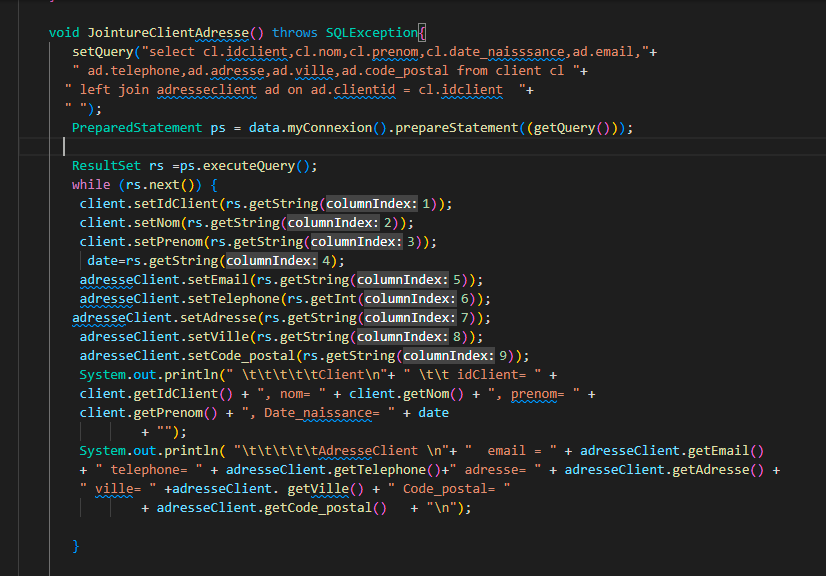 void JointureClientAdresse() throws SQLException{
setQuery("select cl.idclient,cl.nom,cl.prenom,cl.date_naisssance,ad.email,"+
" ad.telephone,ad.adresse,ad.ville,ad.code_postal from client cl "+
" left join adresseclient ad on ad.clientid = cl.idclient  "+
" ");
PreparedStatement ps = data.myConnexion().prepareStatement((getQuery()));
ResultSet rs =ps.executeQuery();
while (rs.next()) {
client.setIdClient(rs.getString(columnIndex: 1));
client.setNom(rs.getString(columnIndex: 2));
client.setPrenom(rs.getString(columnIndex: 3));
date=rs.getString(columnIndex: 4);
adresseClient.setEmail(rs.getString(columnIndex: 5));
adresseClient.setTelephone(rs.getInt(columnIndex: 6));
adresseClient.setAdresse(rs.getString(columnIndex: 7));
adresseClient.setVille(rs.getString(columnIndex: 8));
adresseClient.setCode_postal(rs.getString(columnIndex: 9));
System.out.println(" \t\t\t\t\tClient\n"+ " \t\t idClient= " +
client.getIdClient() + ", nom= " + client.getNom() + ", prenom= " +
client.getPrenom() + ", Date_naissance= " + date
+ "");
System.out.println( "\t\t\t\t\tAdresseClient \n"+ "  email = " + adresseClient.getEmail()
+ " telephone= " + adresseClient.getTelephone()+" adresse= " + adresseClient.getAdresse() +
" ville= " +adresseClient. getVille() + " Code_postal= "
+ adresseClient.getCode_postal()   + "\n");
}